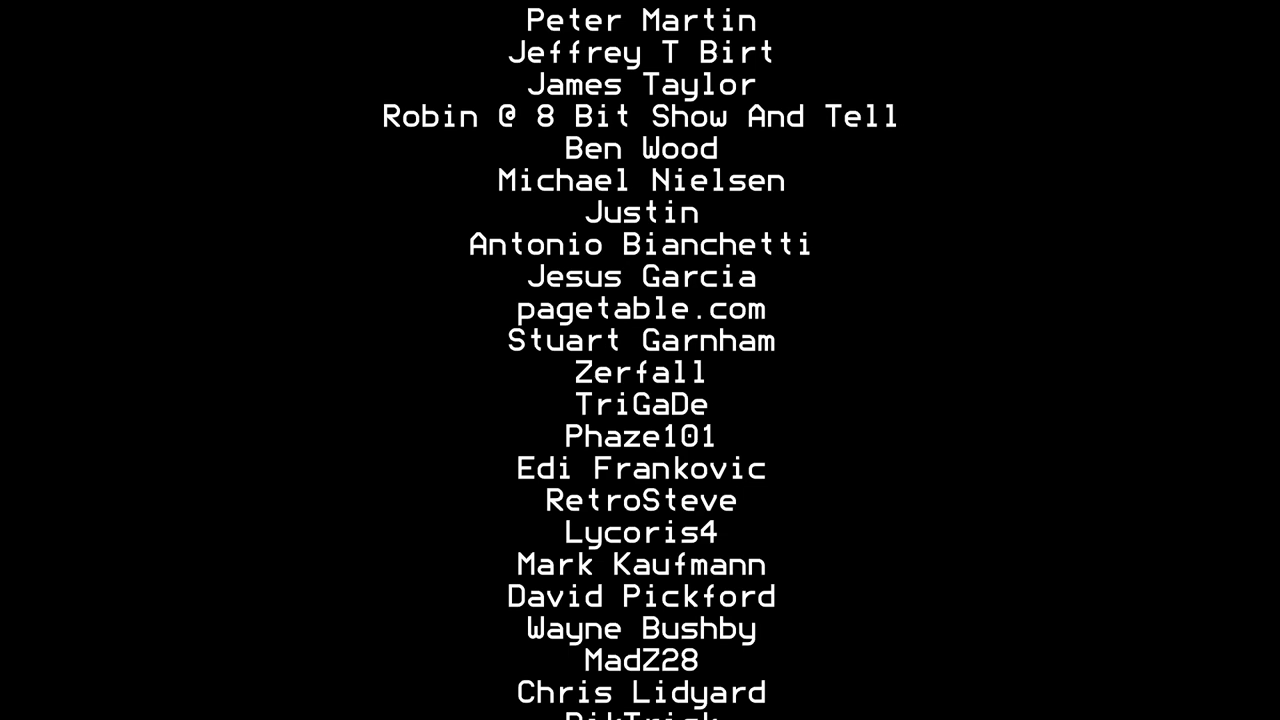 Peter Martin
Jeffrey T Birt
James Taylor
Robin @ 8 Bit Show And Tell
Ben Wood
Michael Nielsen
Justin
Antonio Bianchetti
Jesus Garcia
pagetable.com
Stuart Garnham
Zerfall
TriGaDe
Phaze101
Edi Frankovic
RetroSteve
Lycoris4
Mark Kaufmann
David Pickford
Wayne Bushby
MadZ28
Chris Lidyard